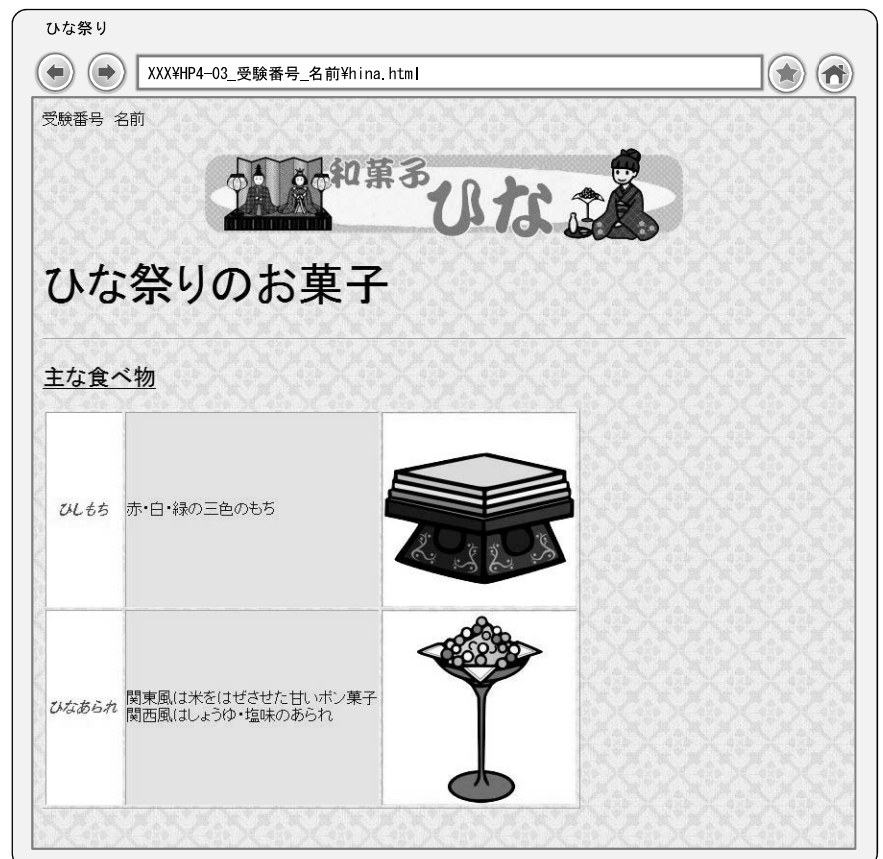 ひな祭り
XXX¥HP4-03_受験番号_名前¥hina.html
受験番号 名前
和菓子
ひな
ひな祭りのお菓子
主な食べ物
ひしもち
赤・白・緑の三色のもち
ひなあられ
関東風は米をはぜさせた甘いポン菓子
関西風はしょうゆ・塩味のあられ